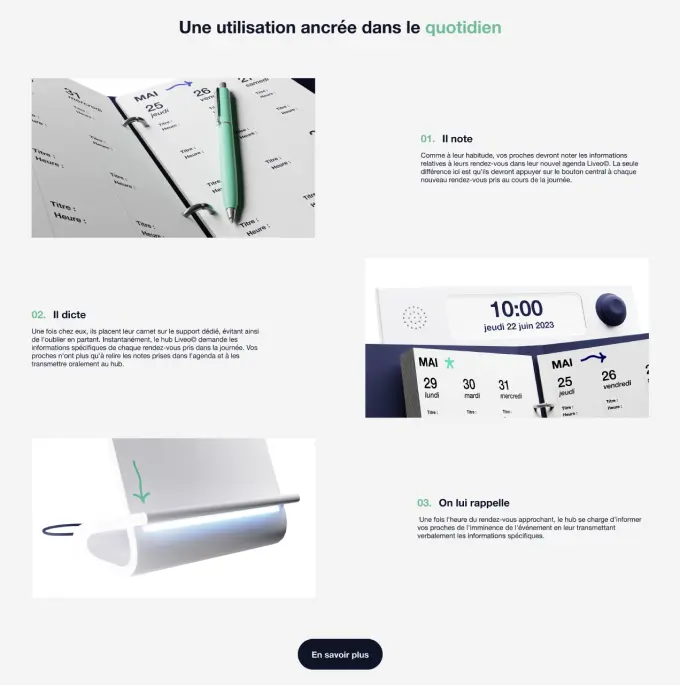 Une utilisation ancrée dans le quotidien
31
mercredi
MAI
25
jeudi
26
samedi
Titre :
Heure :
Titre :
Heure :
Titre :
Heure :
Titre :
Heure :
01. Il note
Comme à leur habitude, vos proches devront noter les informations
relatives à leurs rendez-vous dans leur nouvel agenda Liveo©. La seule
différence ici est qu'ils devront appuyer sur le bouton central à chaque
nouveau rendez-vous pris au cours de la journée.
10:00
jeudi 22 juin 2023
MAI
29
lundi
30
mardi
31
mercredi
Titre :
Titre :
Titre :
MAI
25
jeudi
26
vendredi
Titre :
Heure :
Titre :
Heure :
02. Il dicte
Une fois chez eux, ils placent leur carnet sur le support dédié, évitant ainsi
de l'oublier en partant. Instantanément, le hub Liveo© demande les
informations spécifiques de chaque rendez-vous pris dans la journée. Vos
proches n'ont plus qu'à relire les notes prises dans l'agenda et à les
transmettre oralement au hub.
03. On lui rappelle
Une fois l'heure du rendez-vous approchant, le hub se charge d'informer
vos proches de l'imminence de l'événement en leur transmettant
verbalement les informations spécifiques.
En savoir plus